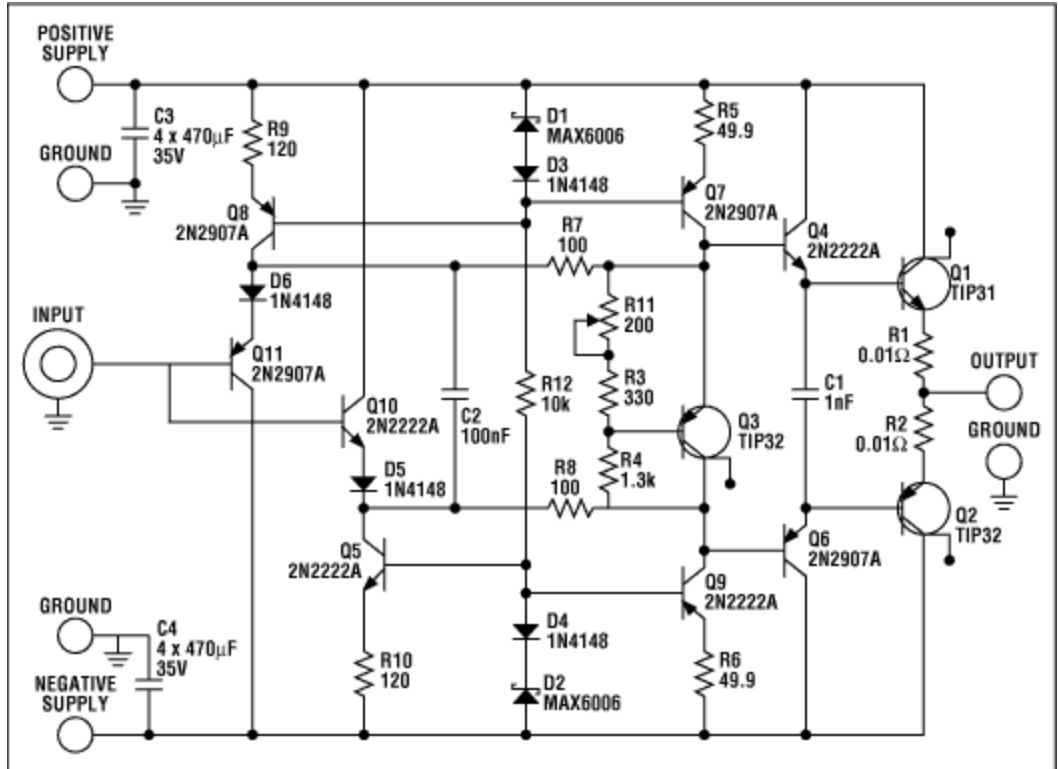 POSITIVE
SUPPLY
C3
4 x 470µF
35V
GROUND
R9
120
D1
MAX6006
D3
1N4148
R5
49.9
Q8
2N2907A
Q7
2N2907A
R7
100
Q4
2N2222A
D6
1N4148
Q1
TIP31
INPUT
R11
200
R1
0.01Ω
Q11
2N2907A
OUTPUT
R12
10k
R3
330
C1
1nF
Q10
2N2222A
C2
100nF
Q3
TIP32
R2
0.01Ω
GROUND
D5
1N4148
R8
100
R4
1.3k
Q2
TIP32
Q5
2N2222A
Q6
2N2907A
Q9
2N2222A
GROUND
C4
4 x 470µF
35V
D4
1N4148
R10
120
R6
49.9
NEGATIVE
SUPPLY
D2
MAX6006